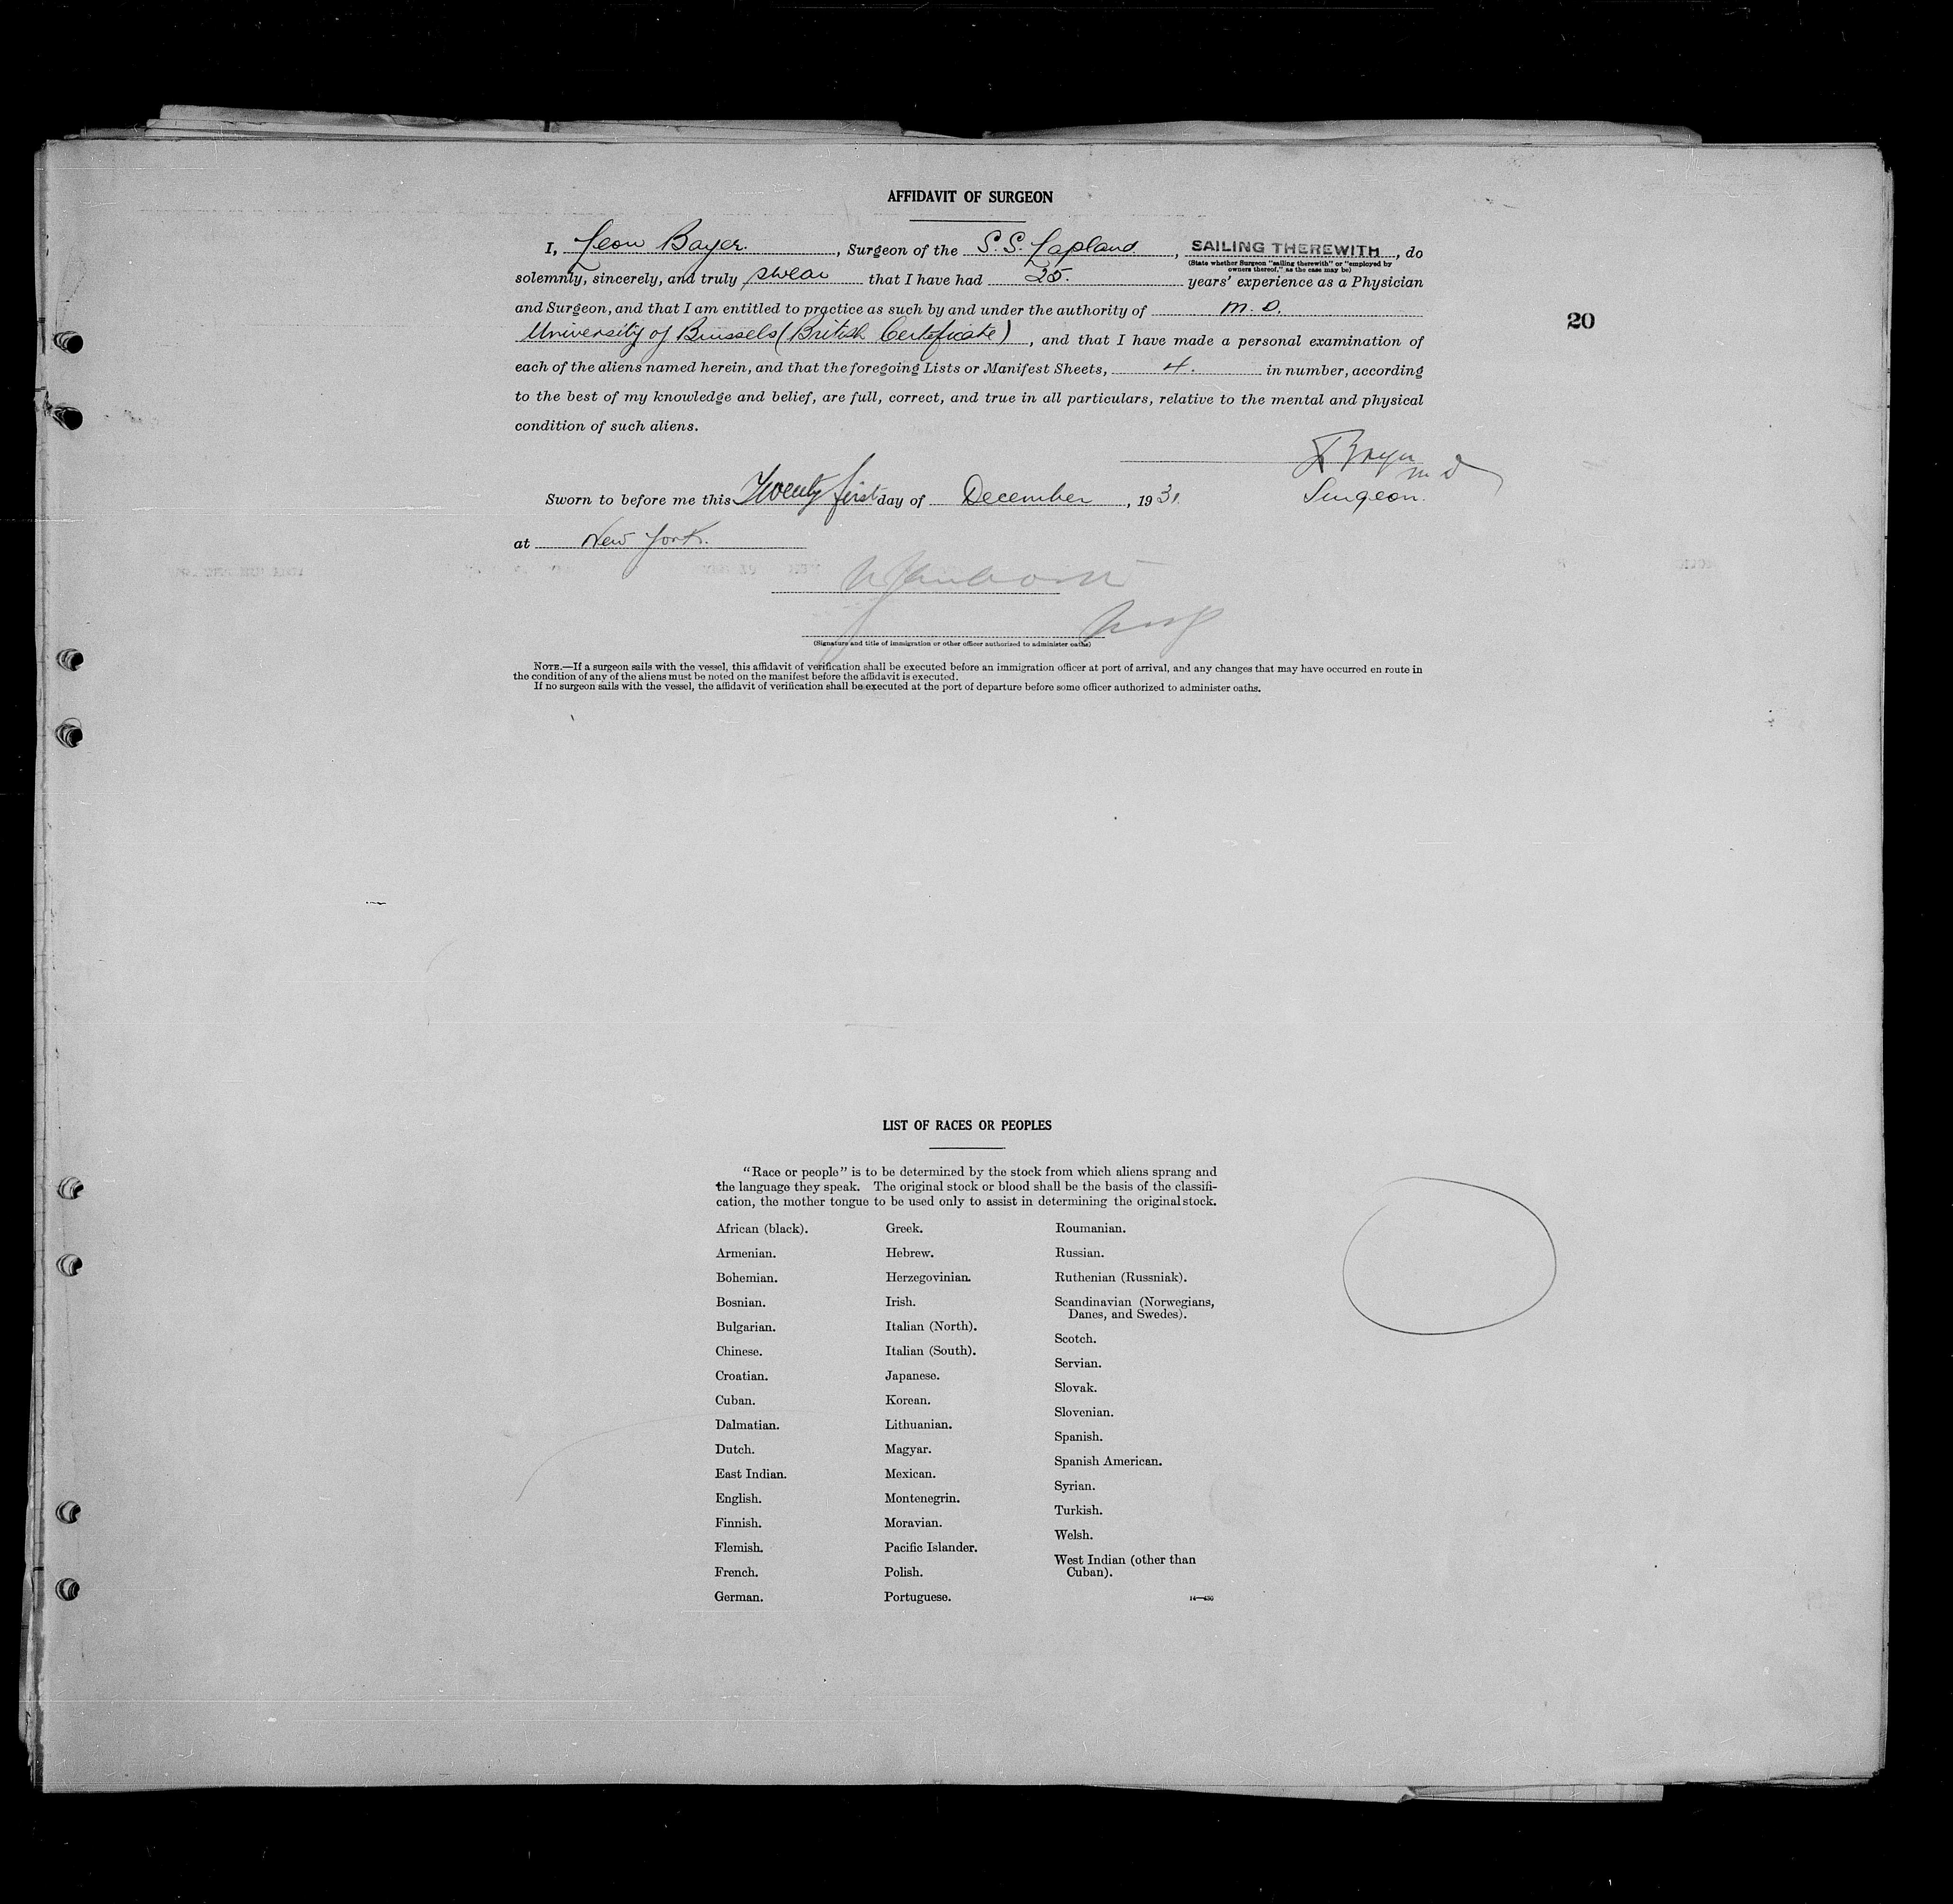 AFFIDAVIT OF SURGEON
I, Leon Bayer. , Surgeon of the S.S. Lapland , SAILING THEREWITH , do
(State whether Surgeon "sailing therewith" or "employed by
owners thereof," as the case may be)
solemnly, sincerely, and truly swear that I have had 25. years' experience as a Physician
and Surgeon, and that I am entitled to practice as such by and under the authority of M. D.
20
University of Brussels (British Certificate) , and that I have made a personal examination of
each of the aliens named herein, and that the foregoing Lists or Manifest Sheets, 4. in number, according
to the best of my knowledge and belief, are full, correct, and true in all particulars, relative to the mental and physical
condition of such aliens.
L Bayer
M D
Sworn to before me this Twenty first day of December , 1931. Surgeon.
at New York.
(Signature and title of immigration or other officer authorized to administer oaths)
NOTE.—If a surgeon sails with the vessel, this affidavit of verification shall be executed before an immigration officer at port of arrival, and any changes that may have occurred en route in
the condition of any of the aliens must be noted on the manifest before the affidavit is executed.
If no surgeon sails with the vessel, the affidavit of verification shall be executed at the port of departure before some officer authorized to administer oaths.
LIST OF RACES OR PEOPLES
"Race or people" is to be determined by the stock from which aliens sprang and
the language they speak. The original stock or blood shall be the basis of the classifi-
cation, the mother tongue to be used only to assist in determining the original stock.
African (black).
Armenian.
Bohemian.
Bosnian.
Bulgarian.
Chinese.
Croatian.
Cuban.
Dalmatian.
Dutch.
East Indian.
English.
Finnish.
Flemish.
French.
German.
Greek.
Hebrew.
Herzegovinian.
Irish.
Italian (North).
Italian (South).
Japanese.
Korean.
Lithuanian.
Magyar.
Mexican.
Montenegrin.
Moravian.
Pacific Islander.
Polish.
Portuguese.
Roumanian.
Russian.
Ruthenian (Russniak).
Scandinavian (Norwegians,
Danes, and Swedes).
Scotch.
Servian.
Slovak.
Slovenian.
Spanish.
Spanish American.
Syrian.
Turkish.
Welsh.
West Indian (other than
Cuban).